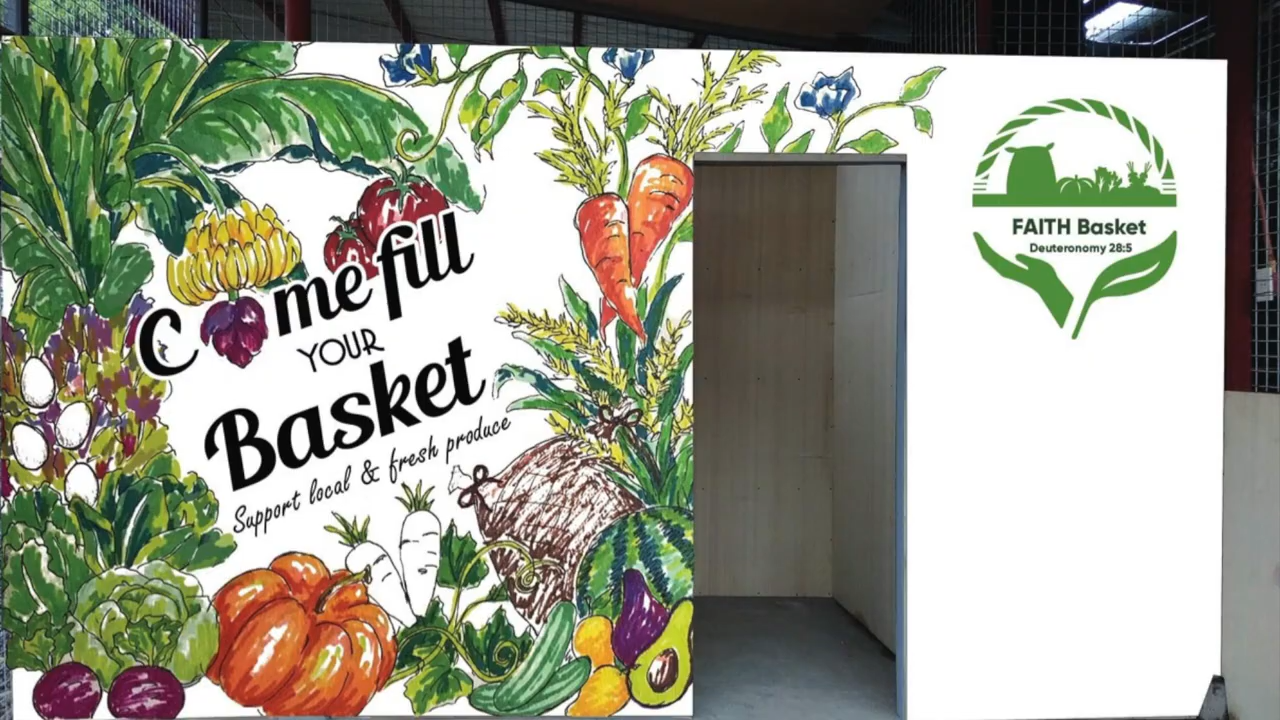 Come fill
YOUR
Basket
Support local & fresh produce
FAITH Basket
Deuteronomy 28:5